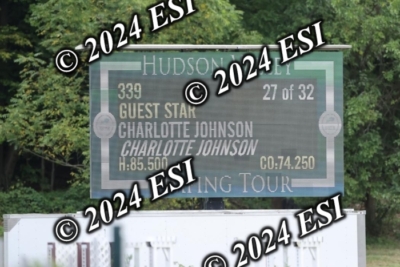 © 2024 ESI
HUDSON VALLEY
© 2024 ESI
339 27 of 32
GUEST STAR
CHARLOTTE JOHNSON
CHARLOTTE JOHNSON
H:85.500 CO:74.250
© 2024 ESI
TOUR
© 2024 ESI
© 2024 ESI